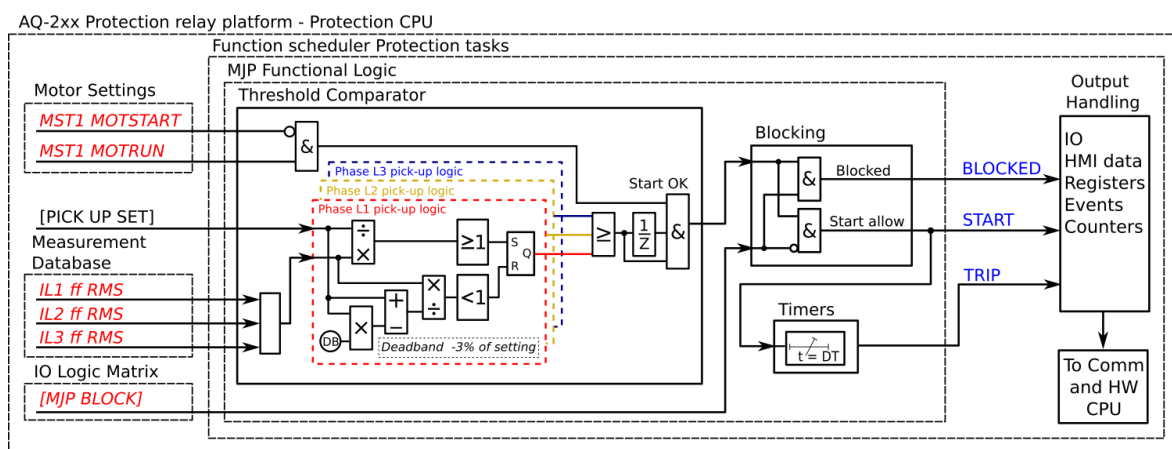 AQ-2xx Protection relay platform - Protection CPU
Function scheduler Protection tasks
MJP Functional Logic
Threshold Comparator
Motor Settings
MST1 MOTSTART
MST1 MOTRUN
&
Phase L3 pick-up logic
Phase L2 pick-up logic
Phase L1 pick-up logic
[PICK UP SET]
÷
×
≥1
S
R
Q
×
÷
<1
+
−
×
DB
Deadband -3% of setting
≥
1
Z
Start OK
&
Measurement
Database
IL1 ff RMS
IL2 ff RMS
IL3 ff RMS
IO Logic Matrix
[MJP BLOCK]
Blocking
&
Blocked
&
Start allow
Timers
t = DT
BLOCKED
START
TRIP
Output
Handling
IO
HMI data
Registers
Events
Counters
To Comm
and HW
CPU